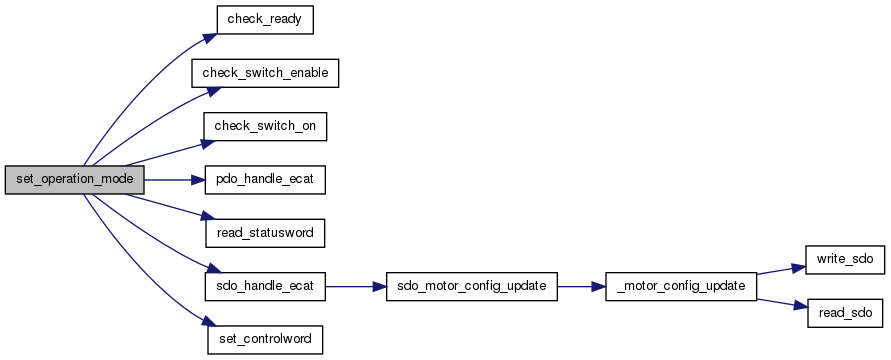 check_ready
check_switch_enable
check_switch_on
set_operation_mode
pdo_handle_ecat
read_statusword
sdo_handle_ecat
sdo_motor_config_update
_motor_config_update
write_sdo
read_sdo
set_controlword